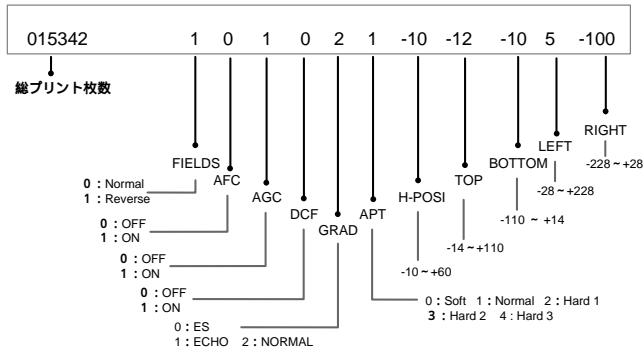 015342 1 0 1 0 2 1 -10 -12 -10 5 -100
総プリント枚数
FIELDS
AFC
AGC
DCF
GRAD
APT
H-POSI
TOP
BOTTOM
LEFT
RIGHT
0 : Normal
1 : Reverse
0 : OFF
1 : ON
0 : OFF
1 : ON
0 : OFF
1 : ON
0 : ES
1 : ECHO 2 : NORMAL
0 : Soft 1 : Normal 2 : Hard 1
3 : Hard 2 4 : Hard 3
-10 ~ +60
-14 ~ +110
-110 ~ +14
-28 ~ +228
-228 ~ +28